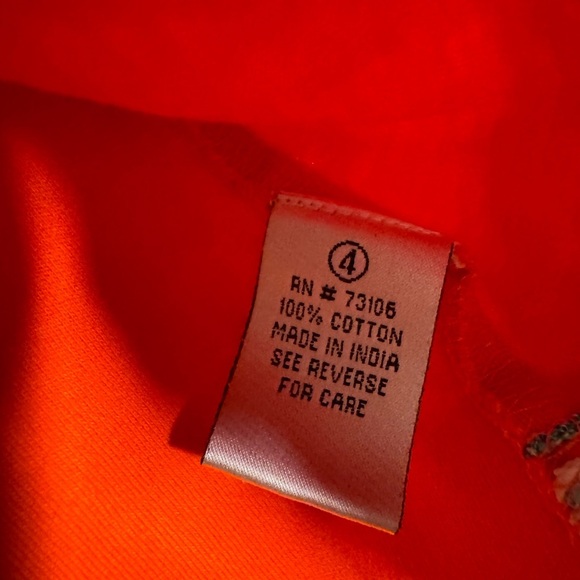 4
RN # 73106
100% COTTON
MADE IN INDIA
SEE REVERSE
FOR CARE